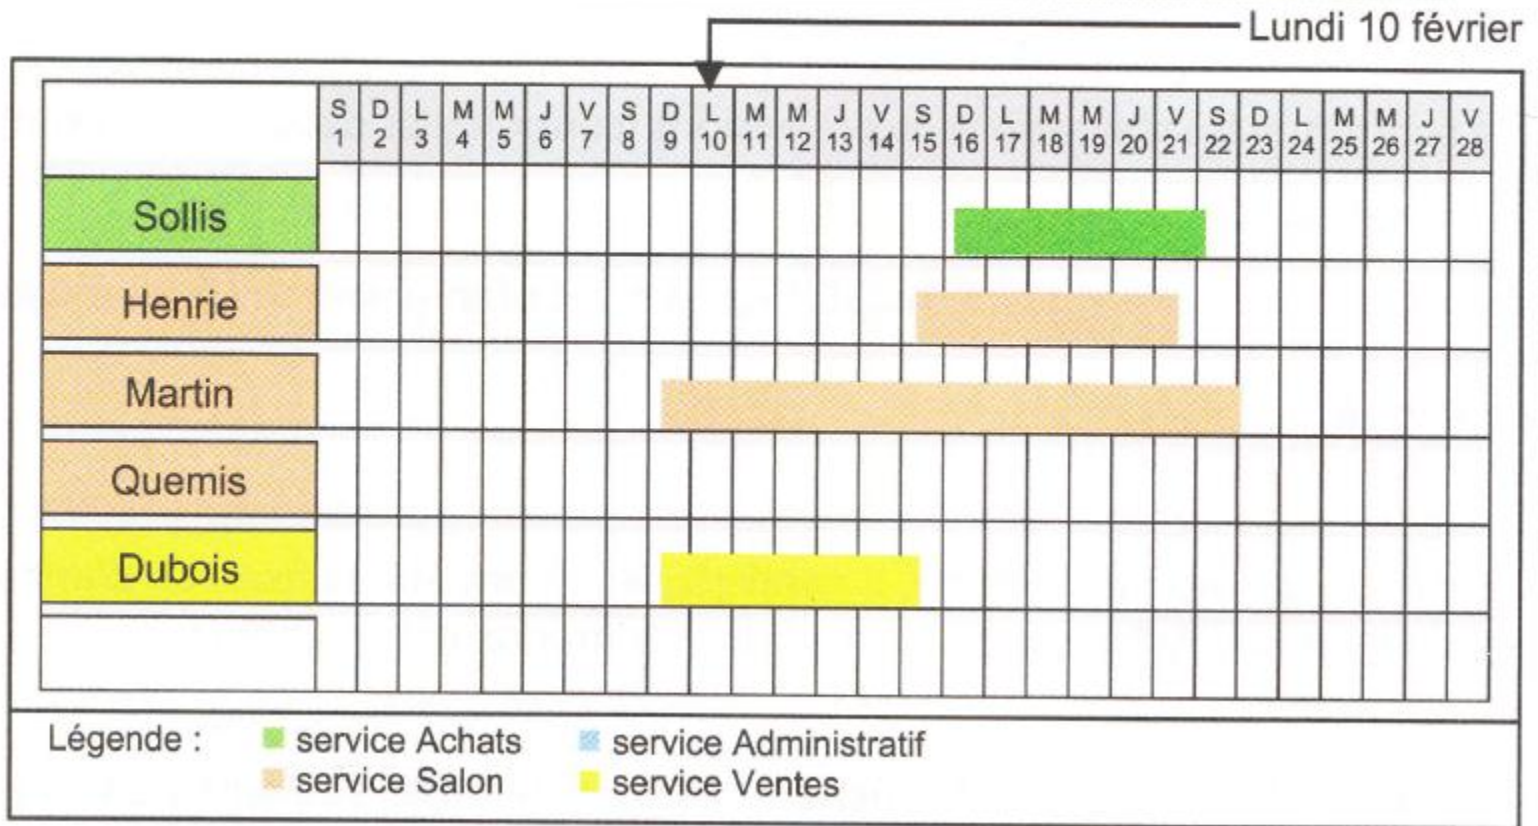 Lundi 10 février
S D L M M J V S D L M M J V S D L M M J V S D L M M J V
1 2 3 4 5 6 7 8 9 10 11 12 13 14 15 16 17 18 19 20 21 22 23 24 25 26 27 28
Sollis
Henrie
Martin
Quemis
Dubois
Légende : service Achats service Administratif
service Salon service Ventes